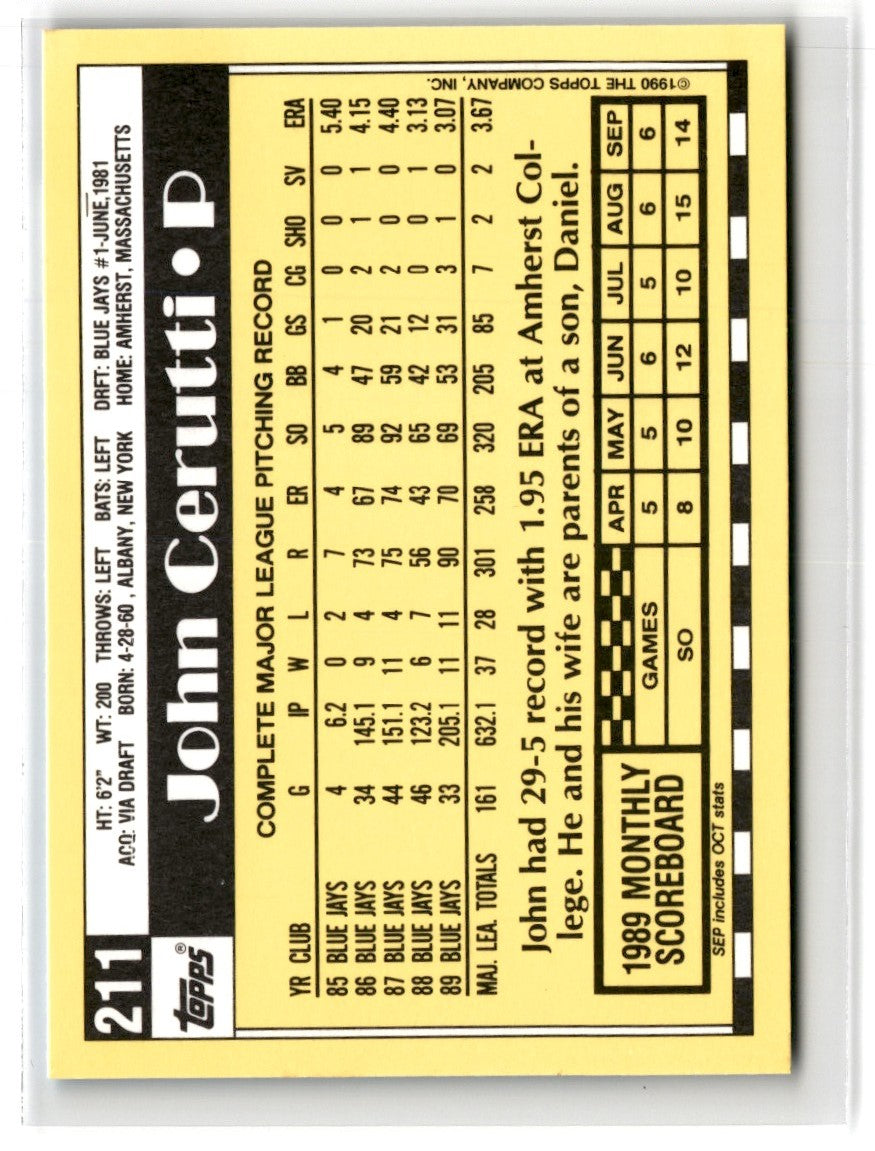 211
HT: 6'2" WT: 200 THROWS: LEFT BATS: LEFT DRFT: BLUE JAYS #1-JUNE,1981
ACQ: VIA DRAFT BORN: 4-28-60 , ALBANY, NEW YORK HOME: AMHERST, MASSACHUSETTS
TOPPS®
John Cerutti • P
COMPLETE MAJOR LEAGUE PITCHING RECORD
YR CLUB G IP W L R ER SO BB GS CG SHO SV ERA
85 BLUE JAYS 4 6.2 0 2 7 4 5 4 1 0 0 0 5.40
86 BLUE JAYS 34 145.1 9 4 73 67 89 47 20 2 1 1 4.15
87 BLUE JAYS 44 151.1 11 4 75 74 92 59 21 2 0 0 4.40
88 BLUE JAYS 46 123.2 6 7 56 43 65 42 12 0 0 1 3.13
89 BLUE JAYS 33 205.1 11 11 90 70 69 53 31 3 1 0 3.07
MAJ. LEA. TOTALS 161 632.1 37 28 301 258 320 205 85 7 2 2 3.67
©1990 THE TOPPS COMPANY, INC.
John had 29-5 record with 1.95 ERA at Amherst Col-
lege. He and his wife are parents of a son, Daniel.
1989 MONTHLY
SCOREBOARD
APR MAY JUN JUL AUG SEP
GAMES 5 5 6 5 6 6
SO 8 10 12 10 15 14
SEP includes OCT stats